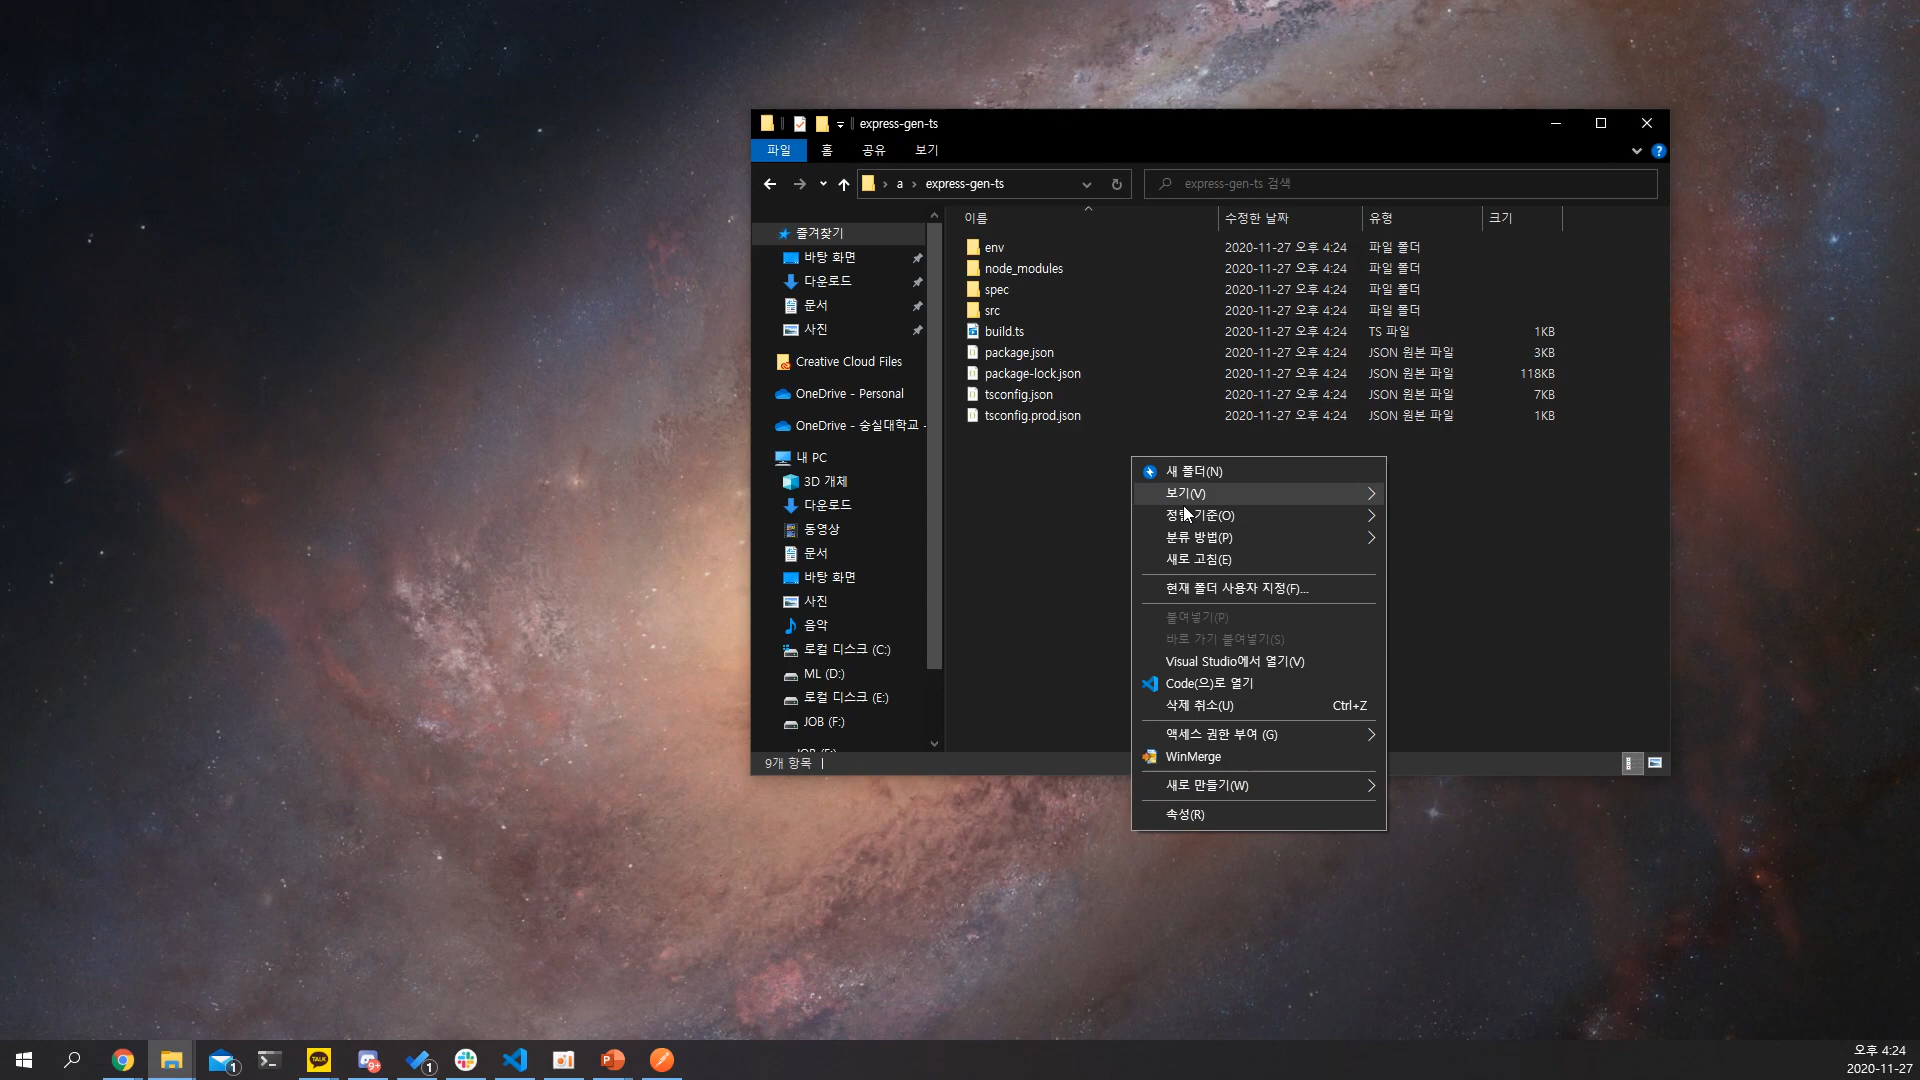 express-gen-ts
파일 홈 공유 보기
a express-gen-ts
express-gen-ts 검색
즐겨찾기
바탕 화면
다운로드
문서
사진
Creative Cloud Files
OneDrive - Personal
OneDrive - 숭실대학교 -
내 PC
3D 개체
다운로드
동영상
문서
바탕 화면
사진
음악
로컬 디스크 (C:)
ML (D:)
로컬 디스크 (E:)
JOB (F:)
이름 수정한 날짜 유형 크기
env 2020-11-27 오후 4:24 파일 폴더
node_modules 2020-11-27 오후 4:24 파일 폴더
spec 2020-11-27 오후 4:24 파일 폴더
src 2020-11-27 오후 4:24 파일 폴더
build.ts 2020-11-27 오후 4:24 TS 파일 1KB
package.json 2020-11-27 오후 4:24 JSON 원본 파일 3KB
package-lock.json 2020-11-27 오후 4:24 JSON 원본 파일 118KB
tsconfig.json 2020-11-27 오후 4:24 JSON 원본 파일 7KB
tsconfig.prod.json 2020-11-27 오후 4:24 JSON 원본 파일 1KB
새 폴더(N)
보기(V)
정렬 기준(O)
분류 방법(P)
새로 고침(E)
현재 폴더 사용자 지정(F)...
붙여넣기(P)
바로 가기 붙여넣기(S)
Visual Studio에서 열기(V)
Code(으)로 열기
삭제 취소(U) Ctrl+Z
액세스 권한 부여 (G)
WinMerge
새로 만들기(W)
속성(R)
9개 항목
1
TALK
9+
1
P
오후 4:24
2020-11-27